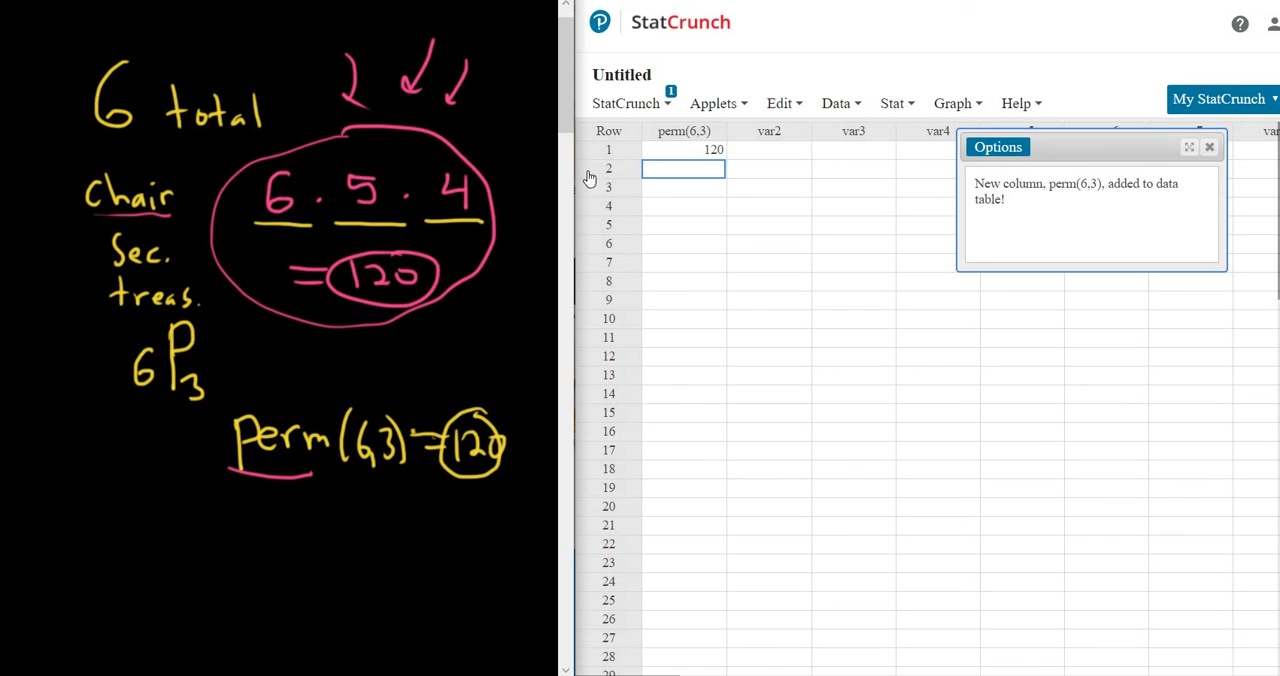 6 total
Chair
Sec.
treas.
6 · 5 · 4
= 120
6P3
perm(6,3) = 120
StatCrunch
Untitled
StatCrunch 1 Applets Edit Data Stat Graph Help My StatCrunch
Row perm(6,3) var2 var3 var4
1 120
2
3
4
5
6
7
8
9
10
11
12
13
14
15
16
17
18
19
20
21
22
23
24
25
26
27
28
Options
New column, perm(6,3), added to data
table!